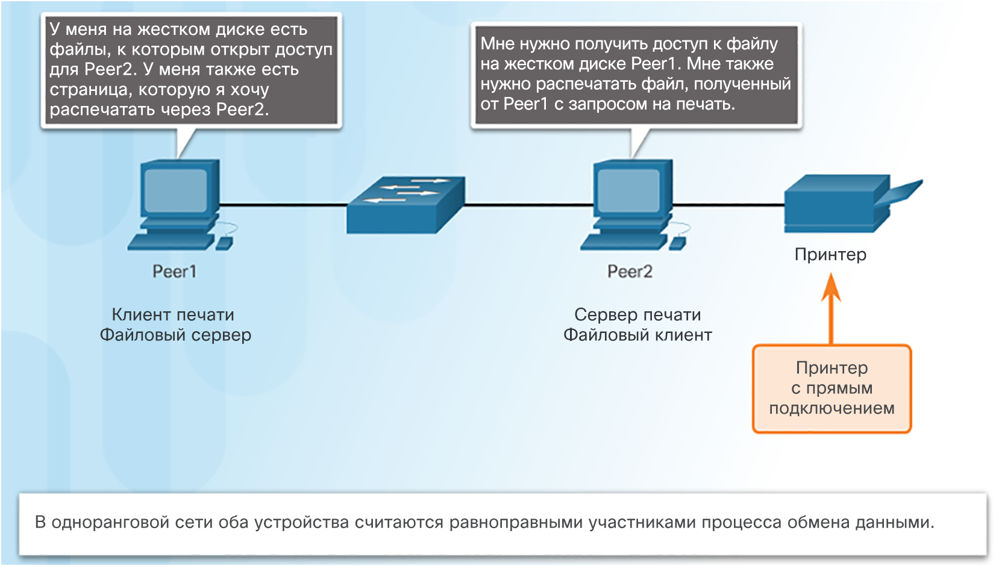 У меня на жестком диске есть
файлы, к которым открыт доступ
для Peer2. У меня также есть
страница, которую я хочу
распечатать через Peer2.
Мне нужно получить доступ к файлу
на жестком диске Peer1. Мне также
нужно распечатать файл, полученный
от Peer1 с запросом на печать.
Peer1
Клиент печати
Файловый сервер
Peer2
Сервер печати
Файловый клиент
Принтер
Принтер
с прямым
подключением
В одноранговой сети оба устройства считаются равноправными участниками процесса обмена данными.